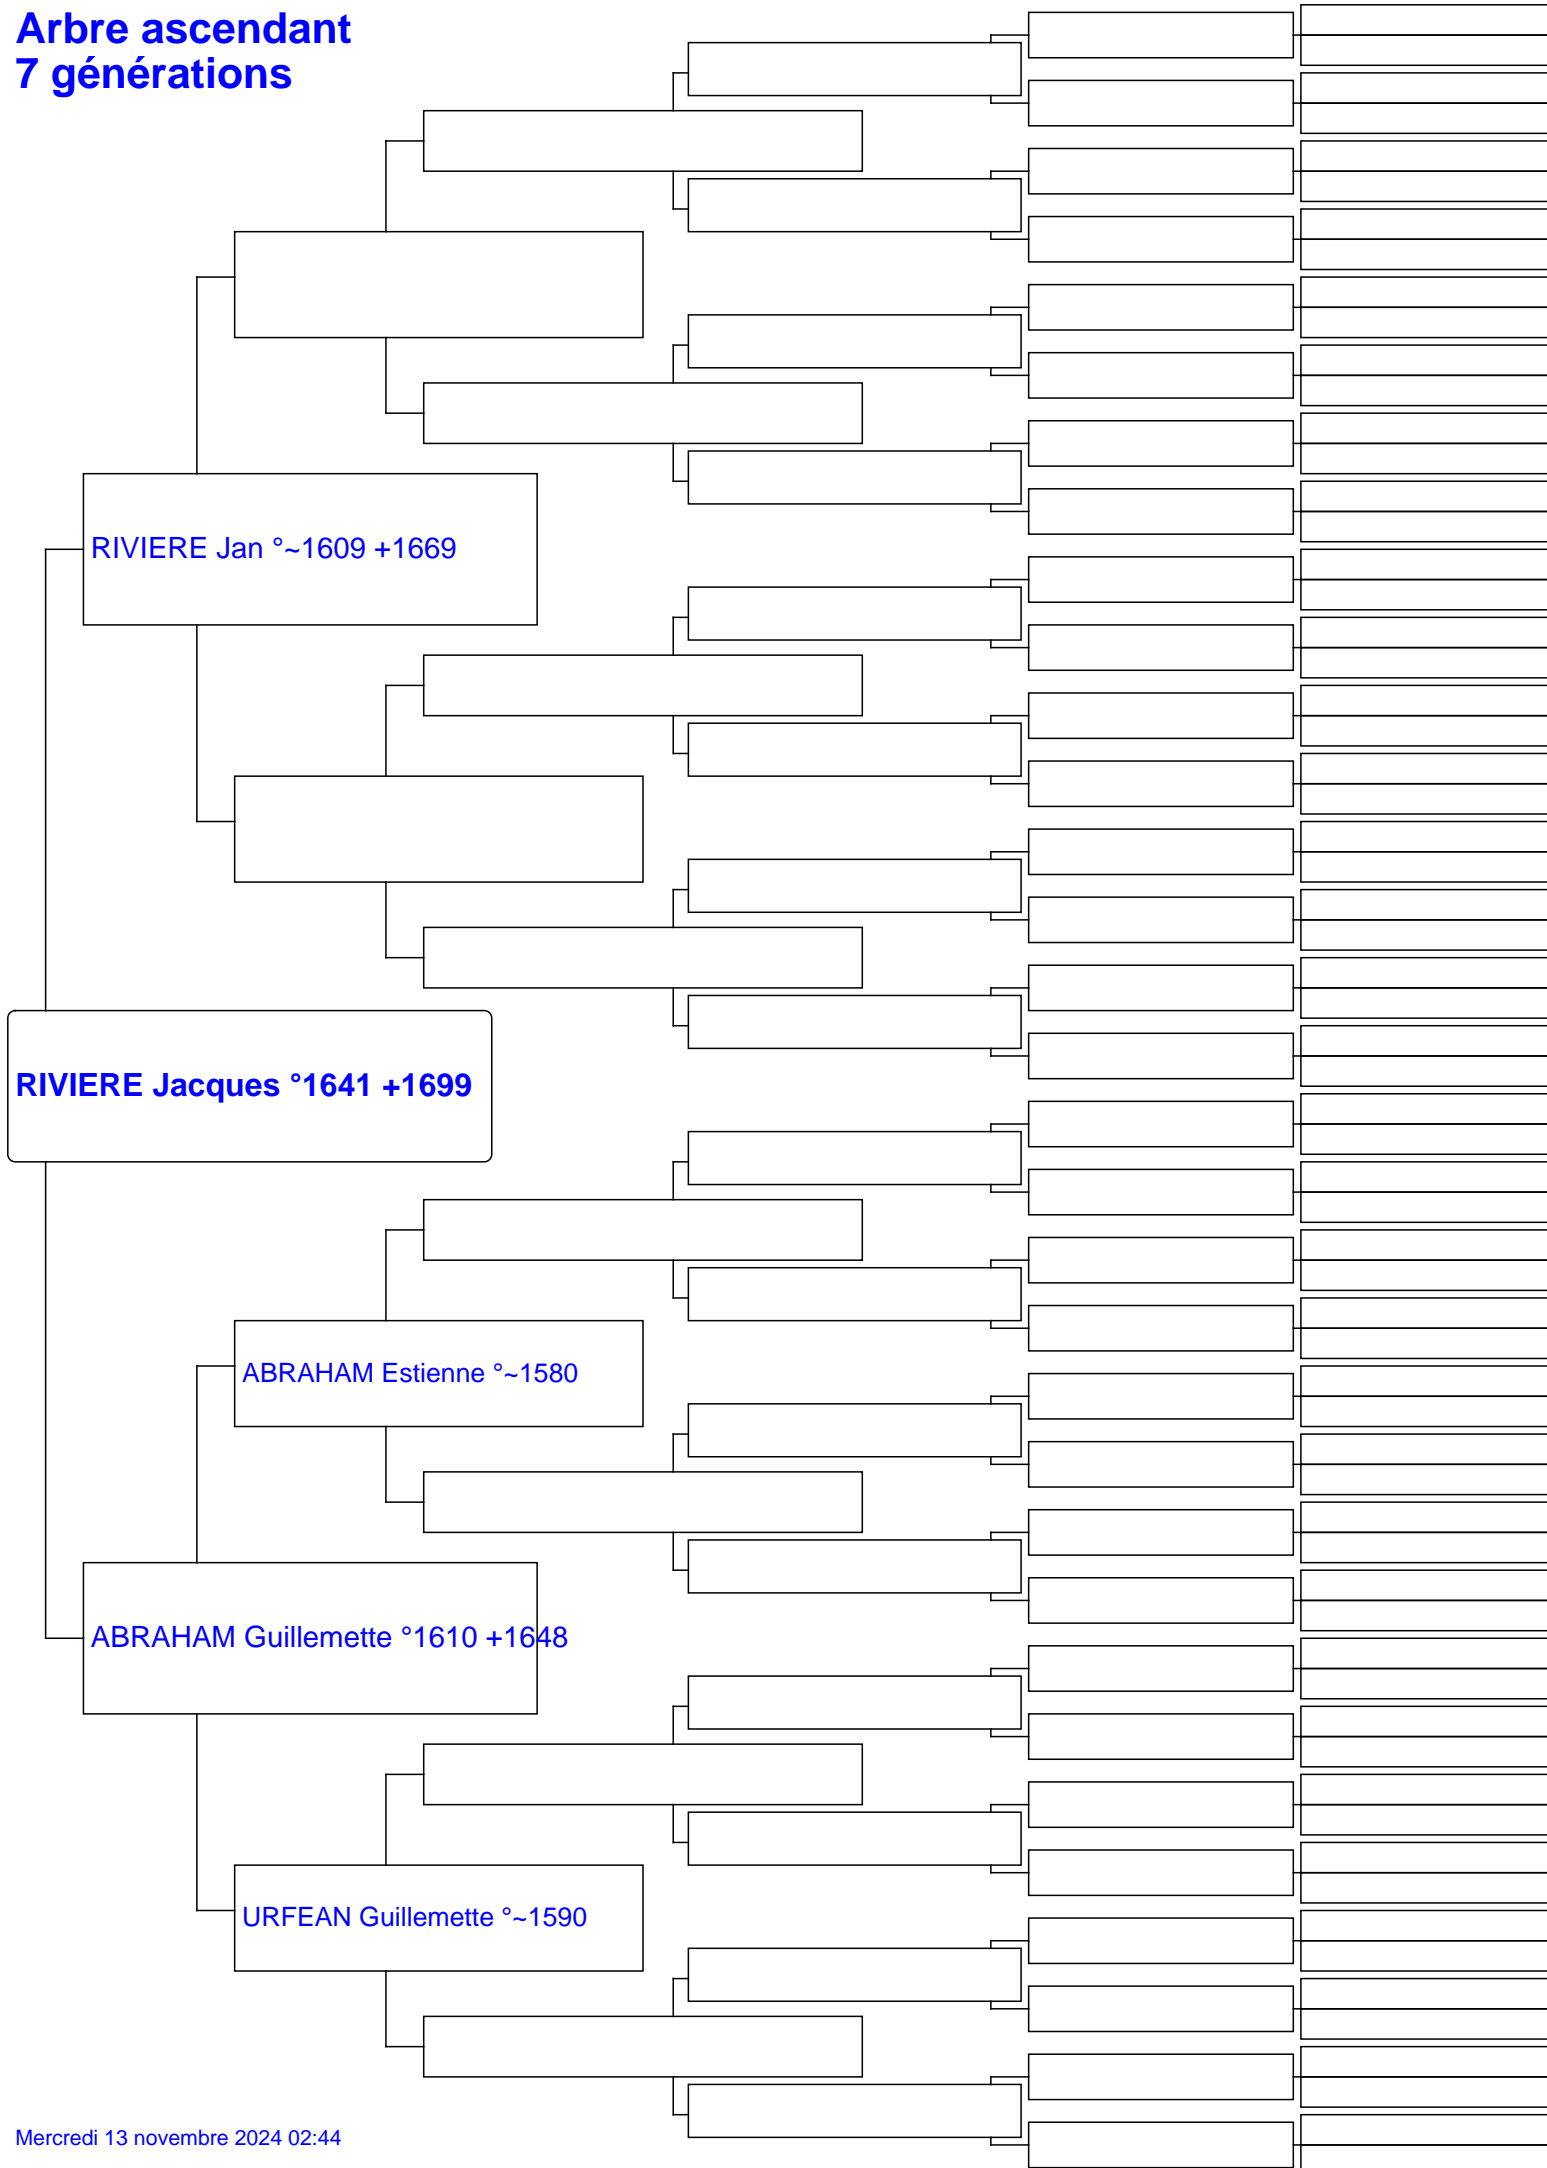 Arbre ascendant
7 générations
RIVIERE Jan °~1609 +1669
RIVIERE Jacques °1641 +1699
ABRAHAM Estienne °~1580
ABRAHAM Guillemette °1610 +1648
URFEAN Guillemette °~1590
Mercredi 13 novembre 2024 02:44